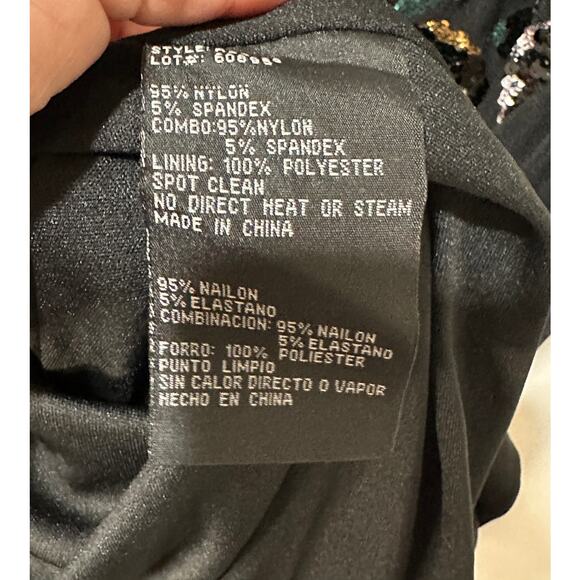 STYLE#:
LOT#:
95% NYLON
5% SPANDEX
COMBO:95%NYLON
5% SPANDEX
LINING: 100% POLYESTER
SPOT CLEAN
NO DIRECT HEAT OR STEAM
MADE IN CHINA
95% NAILON
5% ELASTANO
COMBINACION: 95% NAILON
5% ELASTANO
FORRO: 100% POLIESTER
PUNTO LIMPIO
SIN CALOR DIRECTO O VAPOR
HECHO EN CHINA